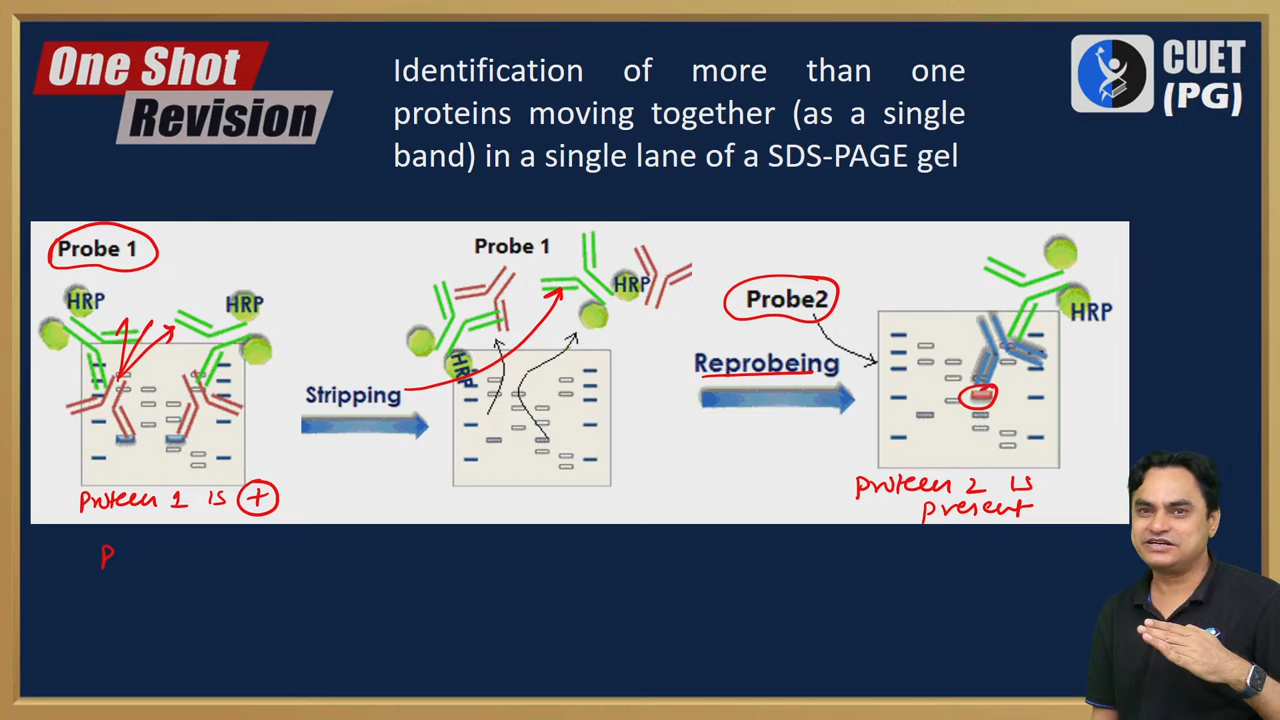 One Shot
Revision
Identification of more than one
proteins moving together (as a single
band) in a single lane of a SDS-PAGE gel
CUET
(PG)
Probe 1
HRP
HRP
Protein 1 is +
Stripping
Probe 1
HRP
HRP
Probe2
Reprobeing
HRP
Protein 2 is
present
P